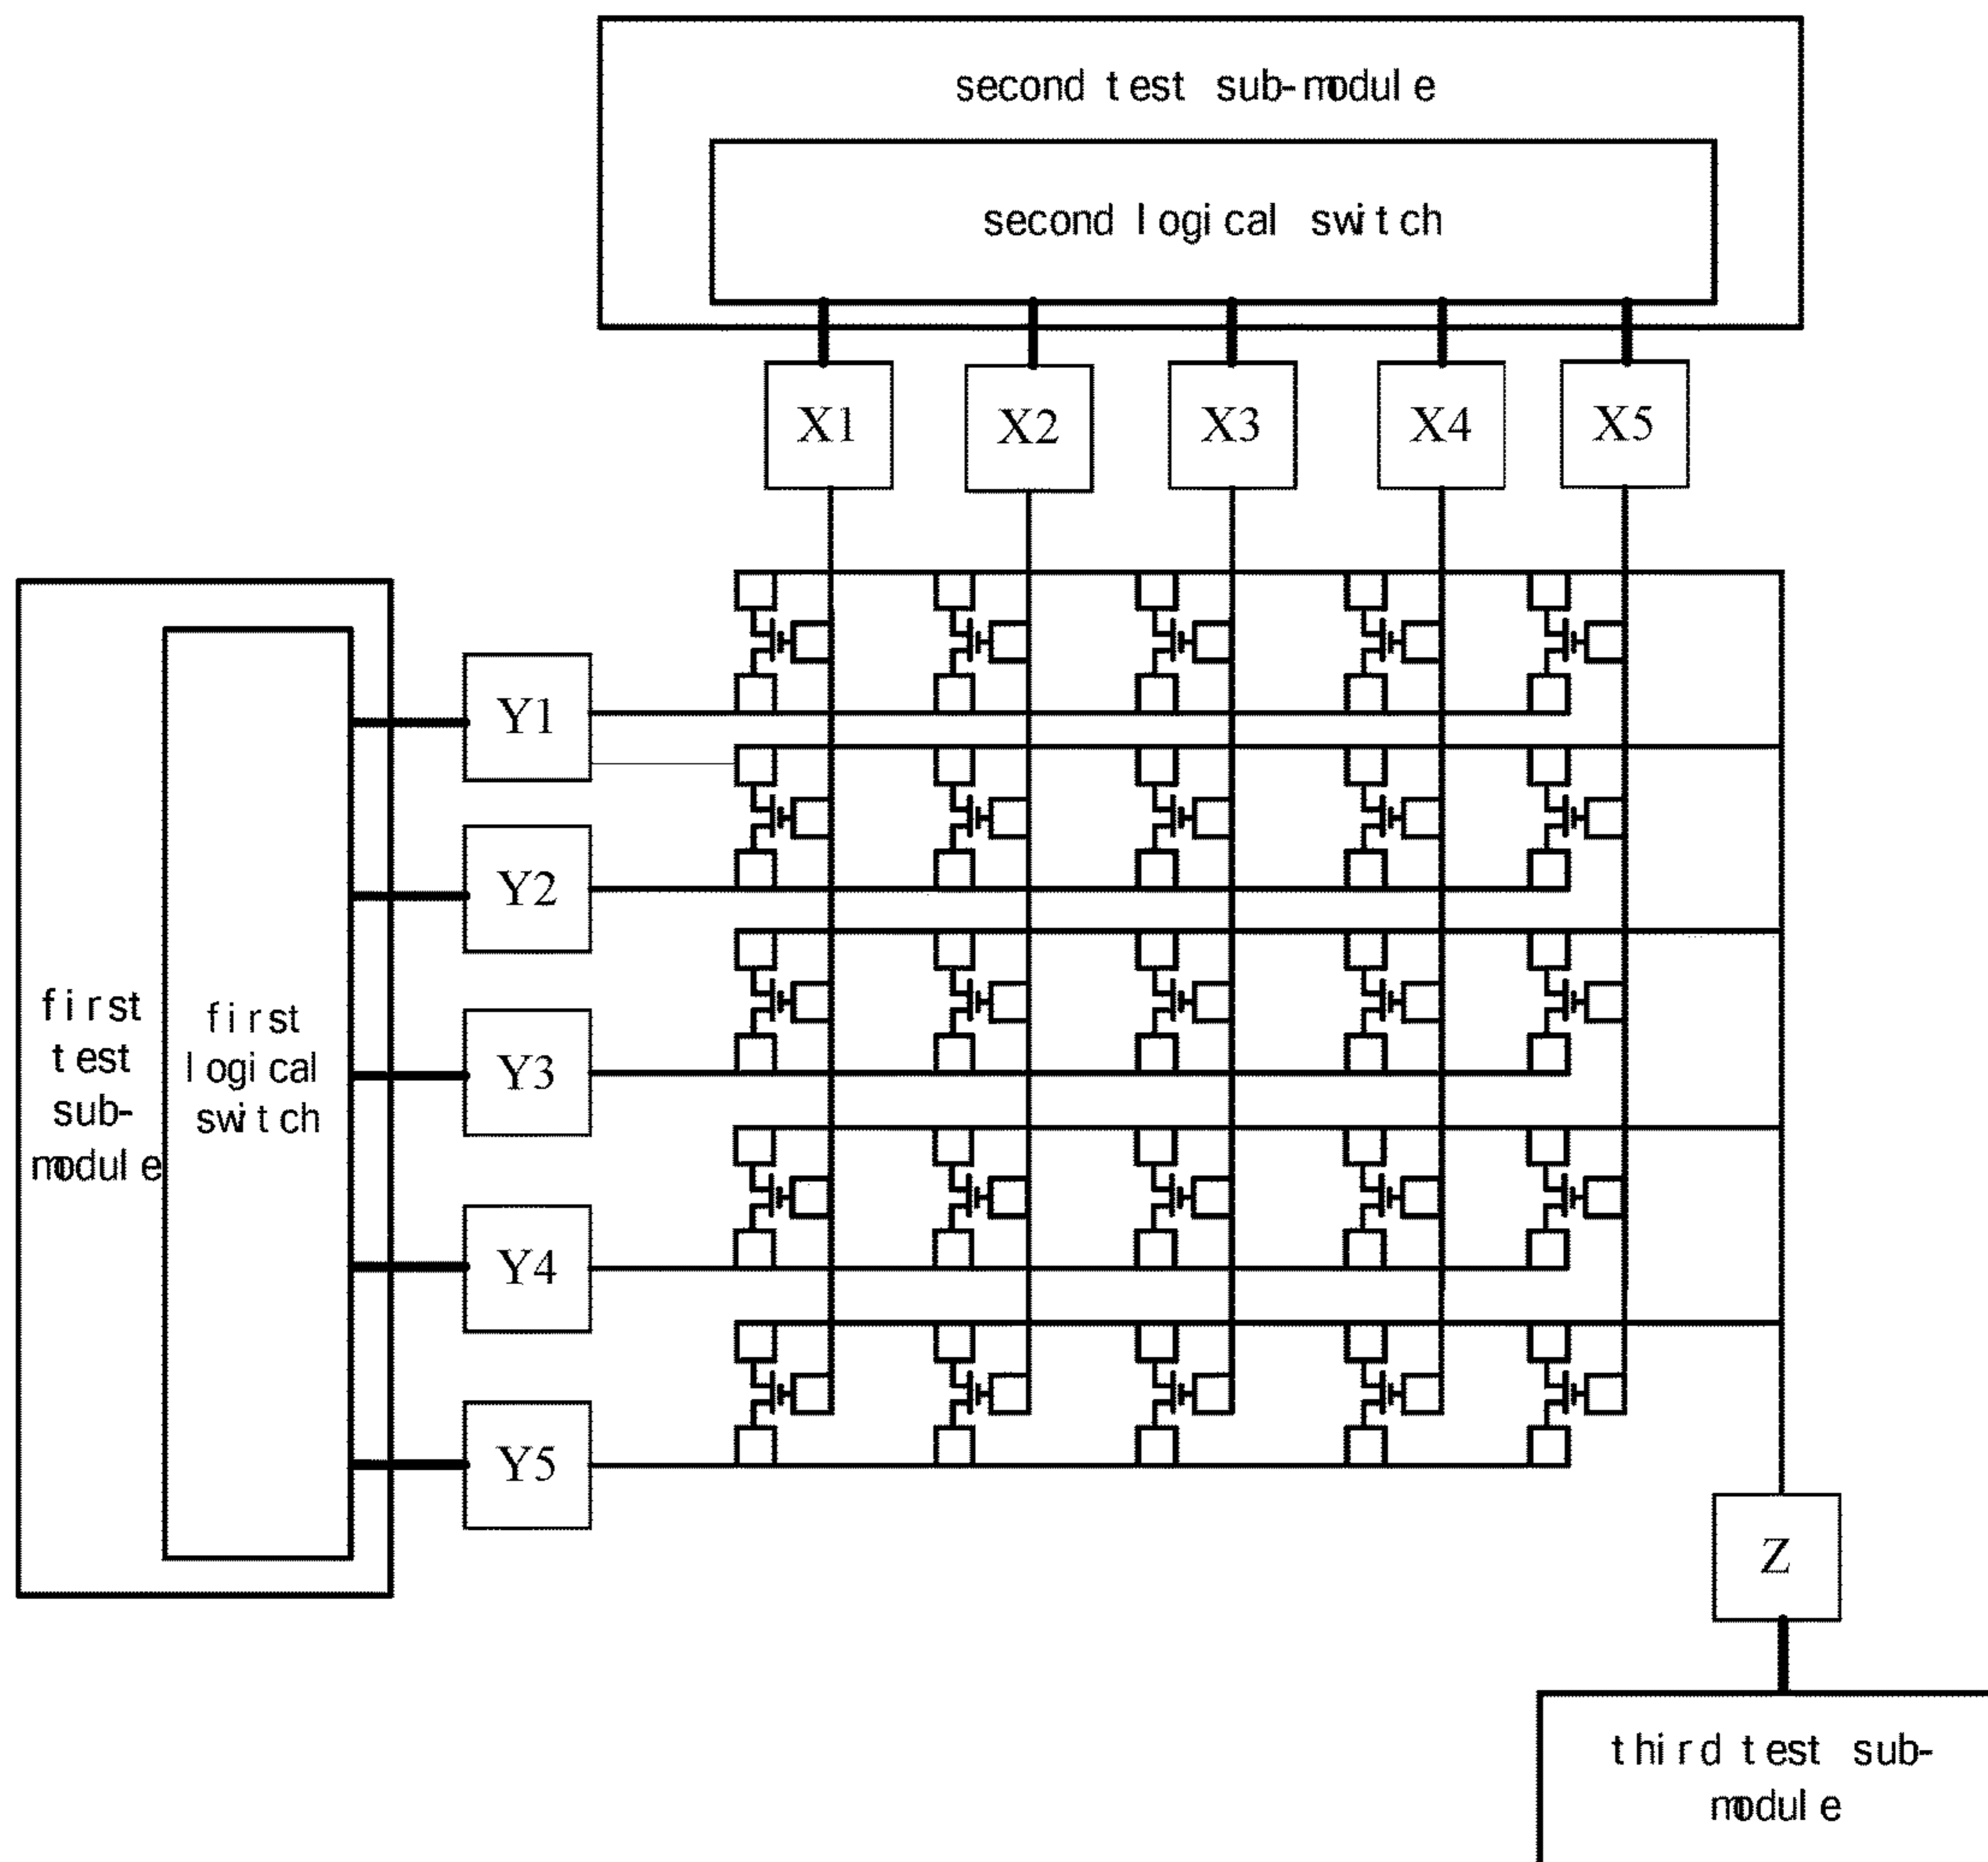 second test sub-module
second logical switch
X1
X2
X3
X4
X5
Y1
Y2
Y3
Y4
Y5
first
test
sub-
module
first
logical
switch
Z
third test sub-
module